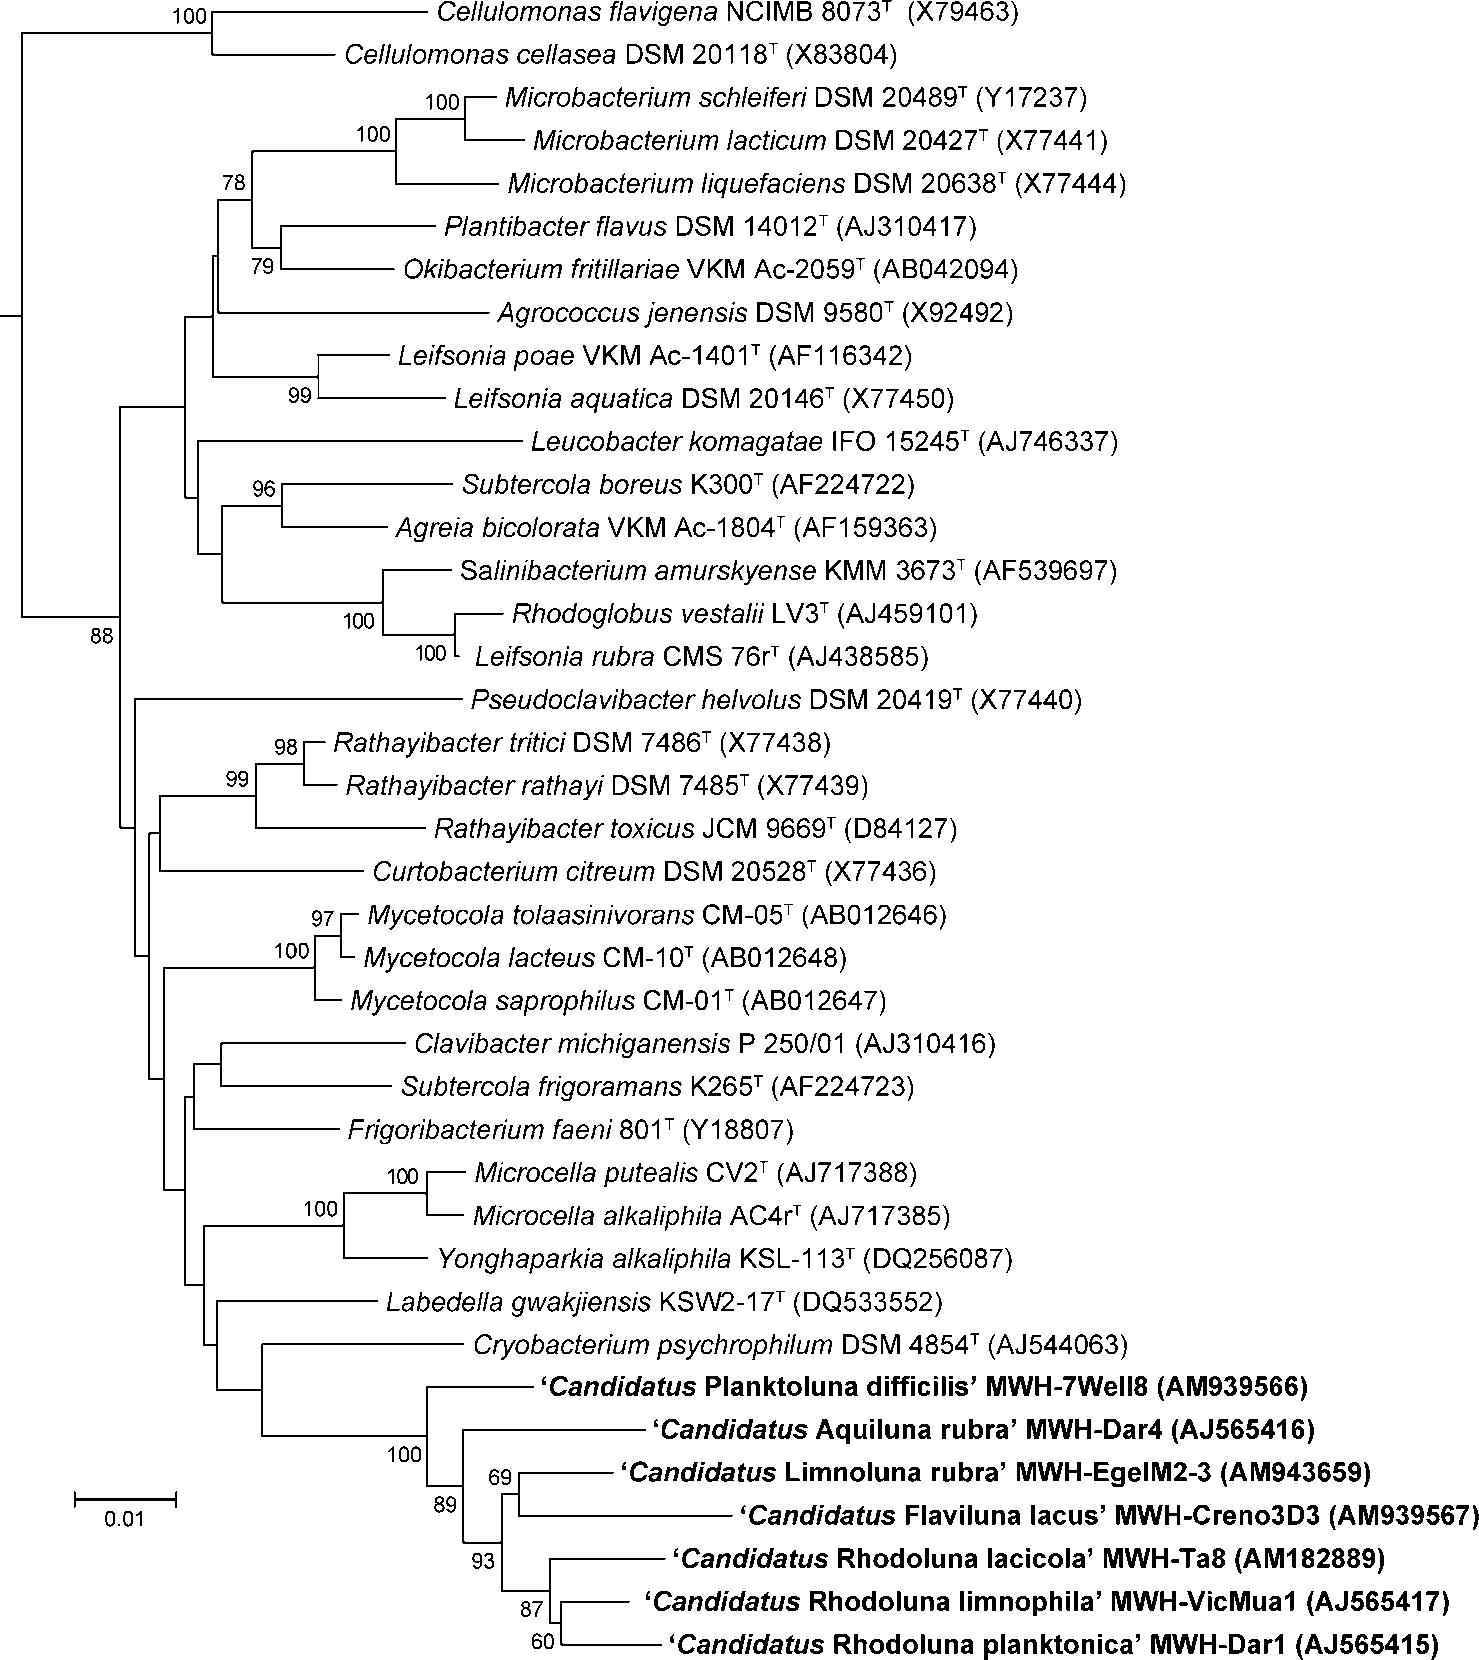 100
Cellulomonas flavigena NCIMB 8073ᵀ (X79463)
Cellulomonas cellasea DSM 20118ᵀ (X83804)
100
Microbacterium schleiferi DSM 20489ᵀ (Y17237)
100
Microbacterium lacticum DSM 20427ᵀ (X77441)
78
Microbacterium liquefaciens DSM 20638ᵀ (X77444)
Plantibacter flavus DSM 14012ᵀ (AJ310417)
79
Okibacterium fritillariae VKM Ac-2059ᵀ (AB042094)
Agrococcus jenensis DSM 9580ᵀ (X92492)
Leifsonia poae VKM Ac-1401ᵀ (AF116342)
99
Leifsonia aquatica DSM 20146ᵀ (X77450)
Leucobacter komagatae IFO 15245ᵀ (AJ746337)
96
Subtercola boreus K300ᵀ (AF224722)
Agreia bicolorata VKM Ac-1804ᵀ (AF159363)
Salinibacterium amurskyense KMM 3673ᵀ (AF539697)
100
Rhodoglobus vestalii LV3ᵀ (AJ459101)
88
100
Leifsonia rubra CMS 76rᵀ (AJ438585)
Pseudoclavibacter helvolus DSM 20419ᵀ (X77440)
98
Rathayibacter tritici DSM 7486ᵀ (X77438)
99
Rathayibacter rathayi DSM 7485ᵀ (X77439)
Rathayibacter toxicus JCM 9669ᵀ (D84127)
Curtobacterium citreum DSM 20528ᵀ (X77436)
97
Mycetocola tolaasinivorans CM-05ᵀ (AB012646)
100
Mycetocola lacteus CM-10ᵀ (AB012648)
Mycetocola saprophilus CM-01ᵀ (AB012647)
Clavibacter michiganensis P 250/01 (AJ310416)
Subtercola frigoramans K265ᵀ (AF224723)
Frigoribacterium faeni 801ᵀ (Y18807)
100
Microcella putealis CV2ᵀ (AJ717388)
100
Microcella alkaliphila AC4rᵀ (AJ717385)
Yonghaparkia alkaliphila KSL-113ᵀ (DQ256087)
Labedella gwakjiensis KSW2-17ᵀ (DQ533552)
Cryobacterium psychrophilum DSM 4854ᵀ (AJ544063)
‘Candidatus Planktoluna difficilis’ MWH-7Well8 (AM939566)
100
‘Candidatus Aquiluna rubra’ MWH-Dar4 (AJ565416)
69
‘Candidatus Limnoluna rubra’ MWH-EgelM2-3 (AM943659)
89
‘Candidatus Flaviluna lacus’ MWH-Creno3D3 (AM939567)
0.01
93
‘Candidatus Rhodoluna lacicola’ MWH-Ta8 (AM182889)
87
‘Candidatus Rhodoluna limnophila’ MWH-VicMua1 (AJ565417)
60
‘Candidatus Rhodoluna planktonica’ MWH-Dar1 (AJ565415)